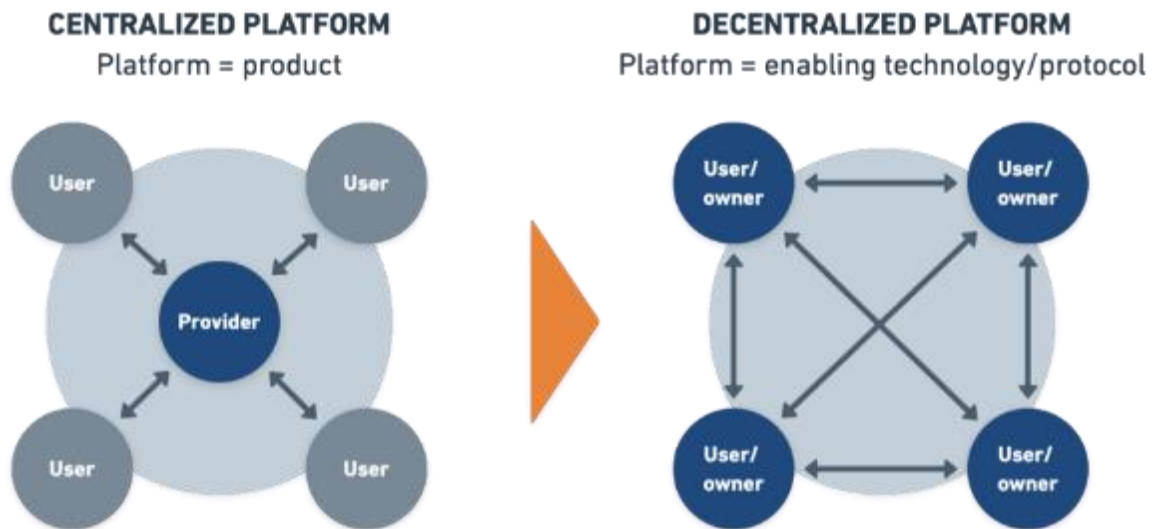 CENTRALIZED PLATFORM
Platform = product
User
User
Provider
User
User
DECENTRALIZED PLATFORM
Platform = enabling technology/protocol
User/
owner
User/
owner
User/
owner
User/
owner